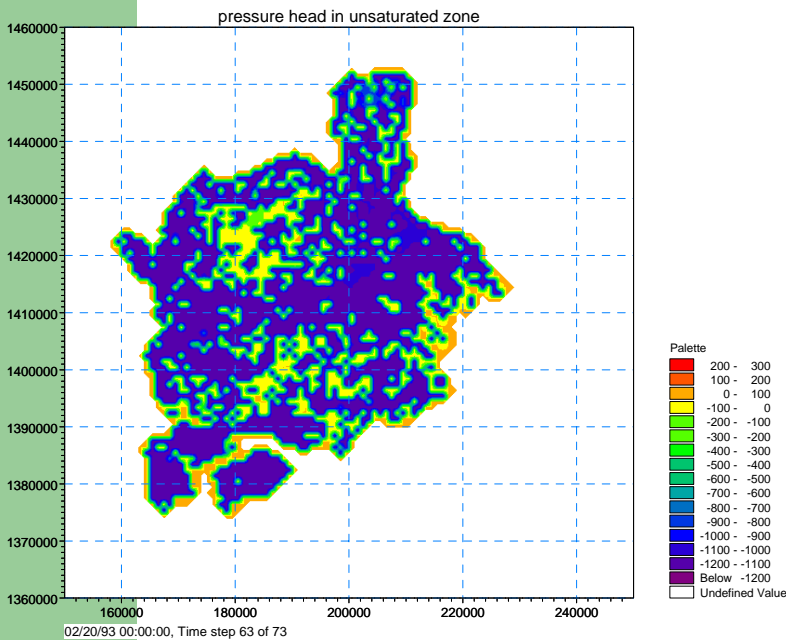 pressure head in unsaturated zone
1460000
1450000
1440000
1430000
1420000
1410000
1400000
1390000
1380000
1370000
1360000
160000 180000 200000 220000 240000
02/20/93 00:00:00, Time step 63 of 73
Palette
200 - 300
100 - 200
0 - 100
-100 - 0
-200 - -100
-300 - -200
-400 - -300
-500 - -400
-600 - -500
-700 - -600
-800 - -700
-900 - -800
-1000 - -900
-1100 - -1000
-1200 - -1100
Below -1200
Undefined Value